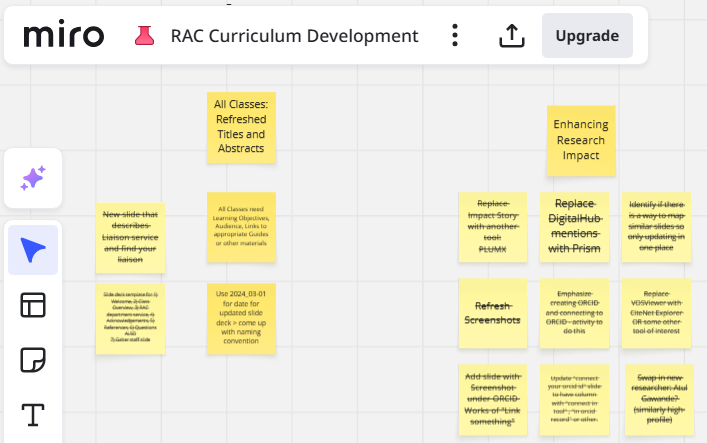 miro
RAC Curriculum Development
Upgrade
All Classes:
Refreshed
Titles and
Abstracts
Enhancing
Research
Impact
New slide that
describes
Liaison service
and find your
liaison
All Classes need
Learning Objectives,
Audience, Links to
appropriate Guides
or other materials
Replace
Impact Story
with another
tool:
PLUMX
Replace
DigitalHub
mentions
with Prism
Identify if there
is a way to map
similar slides so
only updating in
one place
Slide deck template for 1)
Welcome, 2) Class
Overview, 3) RAC
department service, 4)
Acknowledgements, 5)
References, 6) Questions
ALSO
7) Galter staff slide
Use 2024_03-01
for date for
updated slide
deck > come up
with naming
convention
Refresh
Screenshots
Emphasize
creating ORCID
and connecting to
ORCID - activity to
do this
Replace
VOSViewer with
CiteNet Explorer
OR some other
tool of interest
Add slide with
Screenshot
under ORCID
Works of "Link
something"
Update "connect
your orcid id" slide
to have column
with "connect in
tool", "in orcid
record" or other.
Swap in new
researcher: Atul
Gawande?
(similarly high
profile)
T